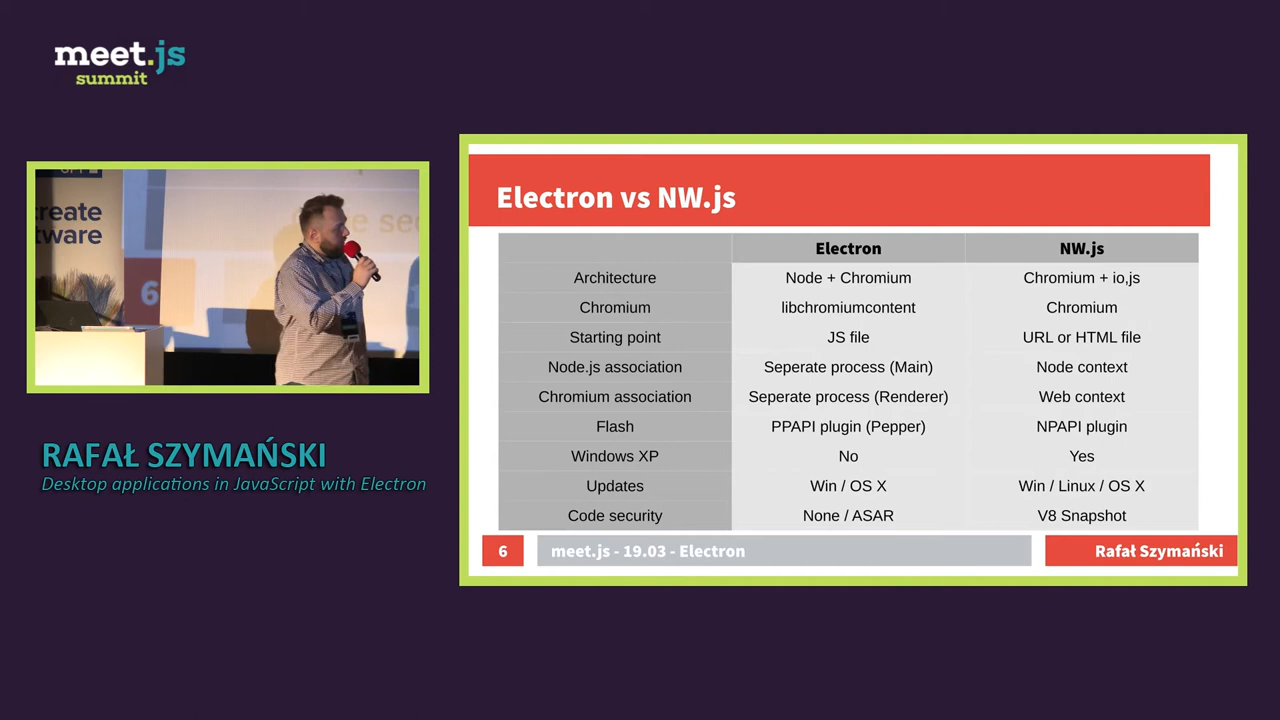 meet.js
summit
create
tware
6
RAFAŁ SZYMAŃSKI
Desktop applications in JavaScript with Electron
Electron vs NW.js
Electron NW.js
Architecture Node + Chromium Chromium + io.js
Chromium libchromiumcontent Chromium
Starting point JS file URL or HTML file
Node.js association Seperate process (Main) Node context
Chromium association Seperate process (Renderer) Web context
Flash PPAPI plugin (Pepper) NPAPI plugin
Windows XP No Yes
Updates Win / OS X Win / Linux / OS X
Code security None / ASAR V8 Snapshot
6 meet.js - 19.03 - Electron Rafał Szymański